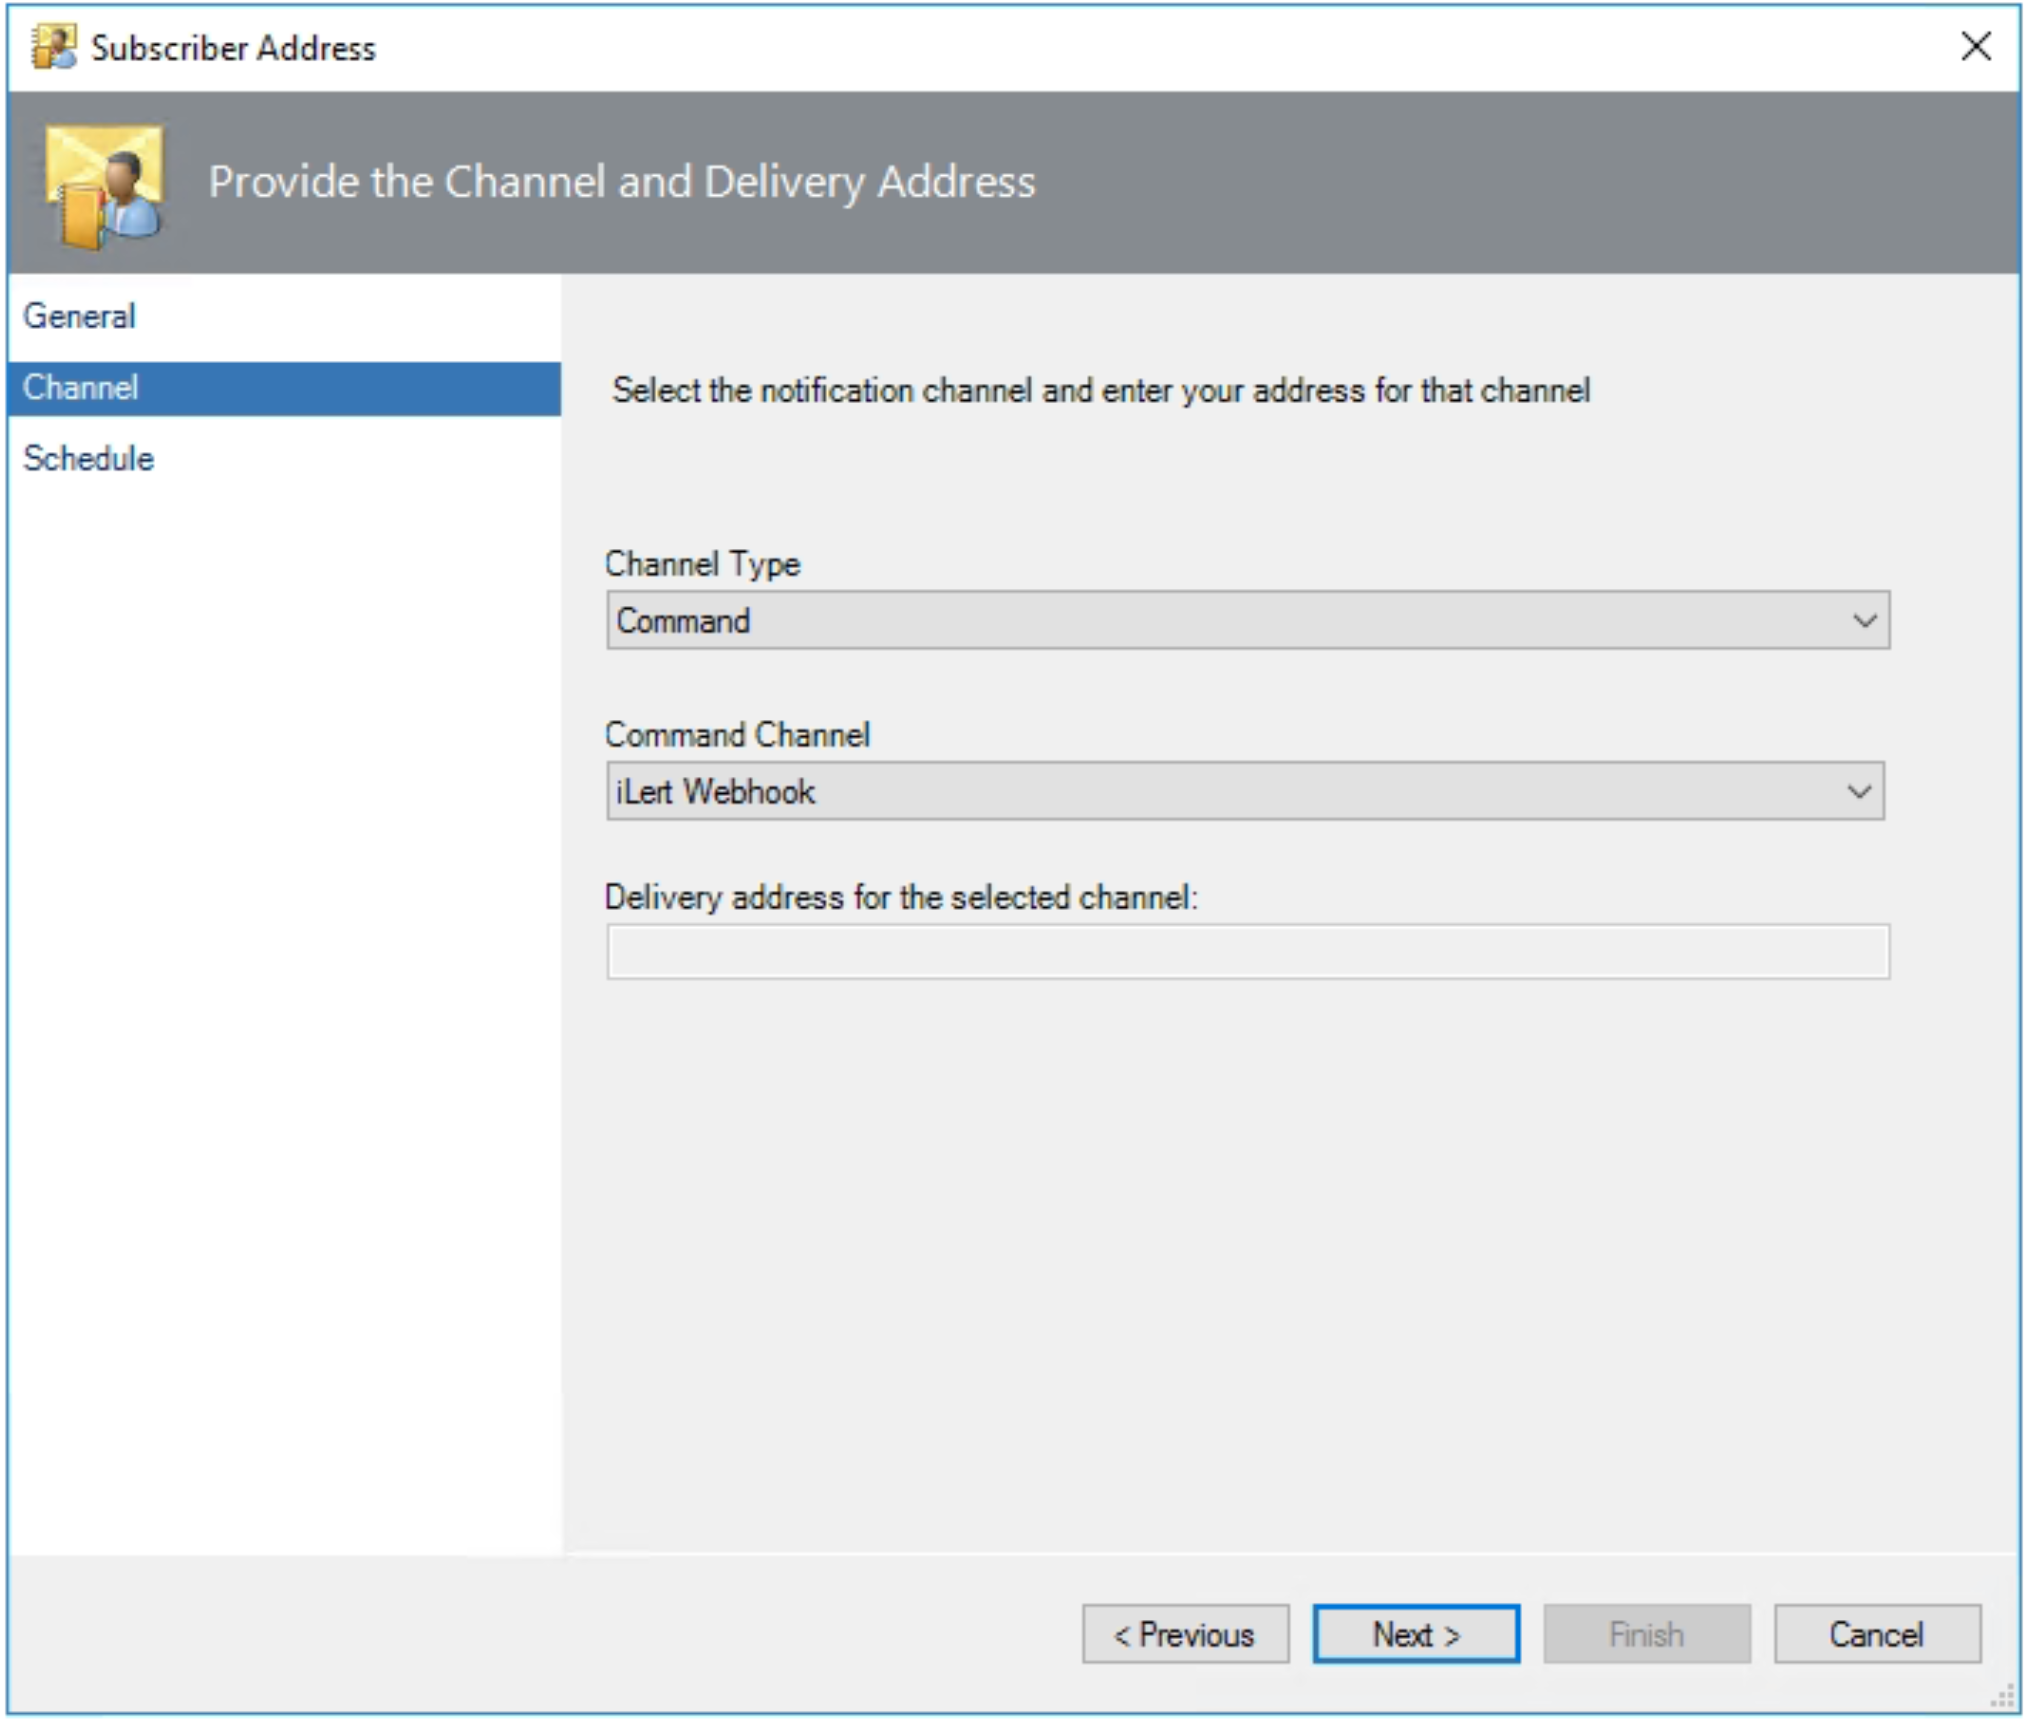 Subscriber Address
Provide the Channel and Delivery Address
General
Channel
Schedule
Select the notification channel and enter your address for that channel
Channel Type
Command
Command Channel
iLert Webhook
Delivery address for the selected channel:
< Previous
Next >
Finish
Cancel